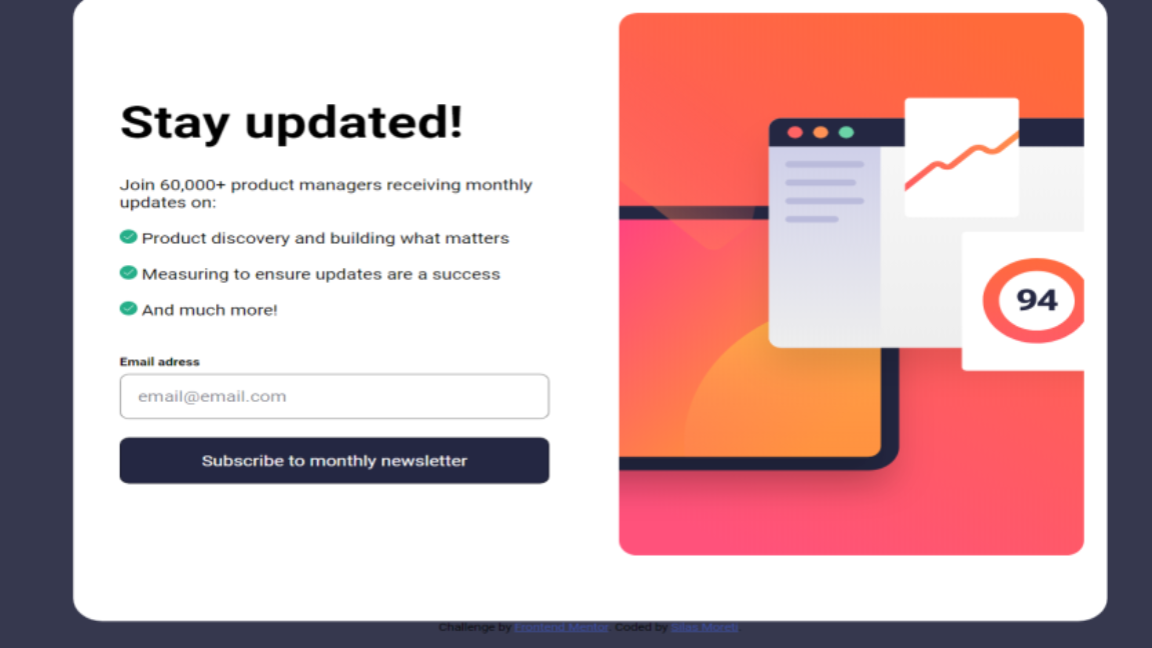 Stay updated!
Join 60,000+ product managers receiving monthly
updates on:
Product discovery and building what matters
Measuring to ensure updates are a success
And much more!
Email adress
email@email.com
Subscribe to monthly newsletter
94
Challenge by Frontend Mentor. Coded by Silas Moreti.